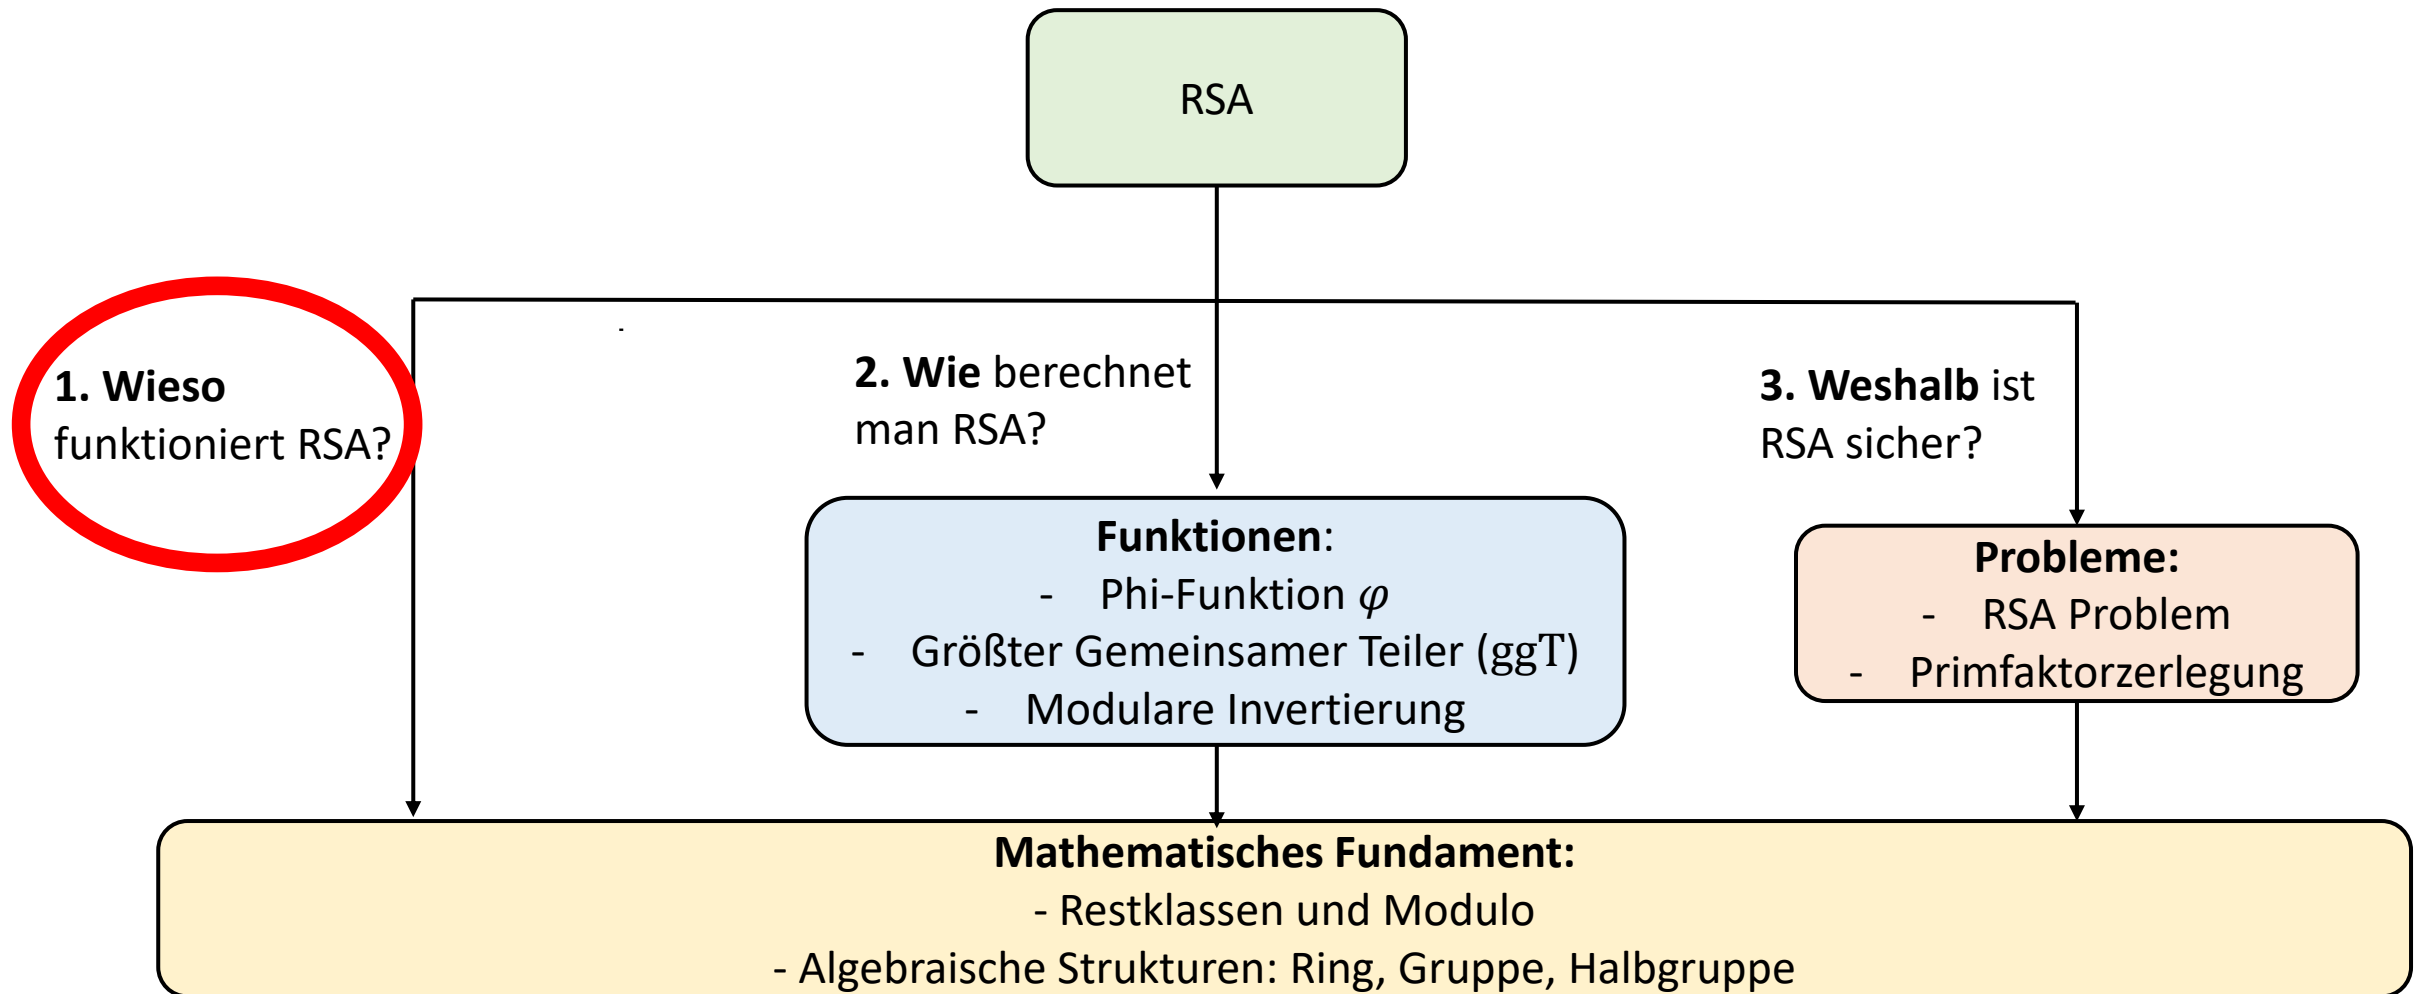 RSA
1. Wieso
funktioniert RSA?
-
2. Wie berechnet
man RSA?
3. Weshalb ist
RSA sicher?
Funktionen:
- Phi-Funktion φ
- Größter Gemeinsamer Teiler (ggT)
- Modulare Invertierung
Probleme:
- RSA Problem
- Primfaktorzerlegung
Mathematisches Fundament:
- Restklassen und Modulo
- Algebraische Strukturen: Ring, Gruppe, Halbgruppe